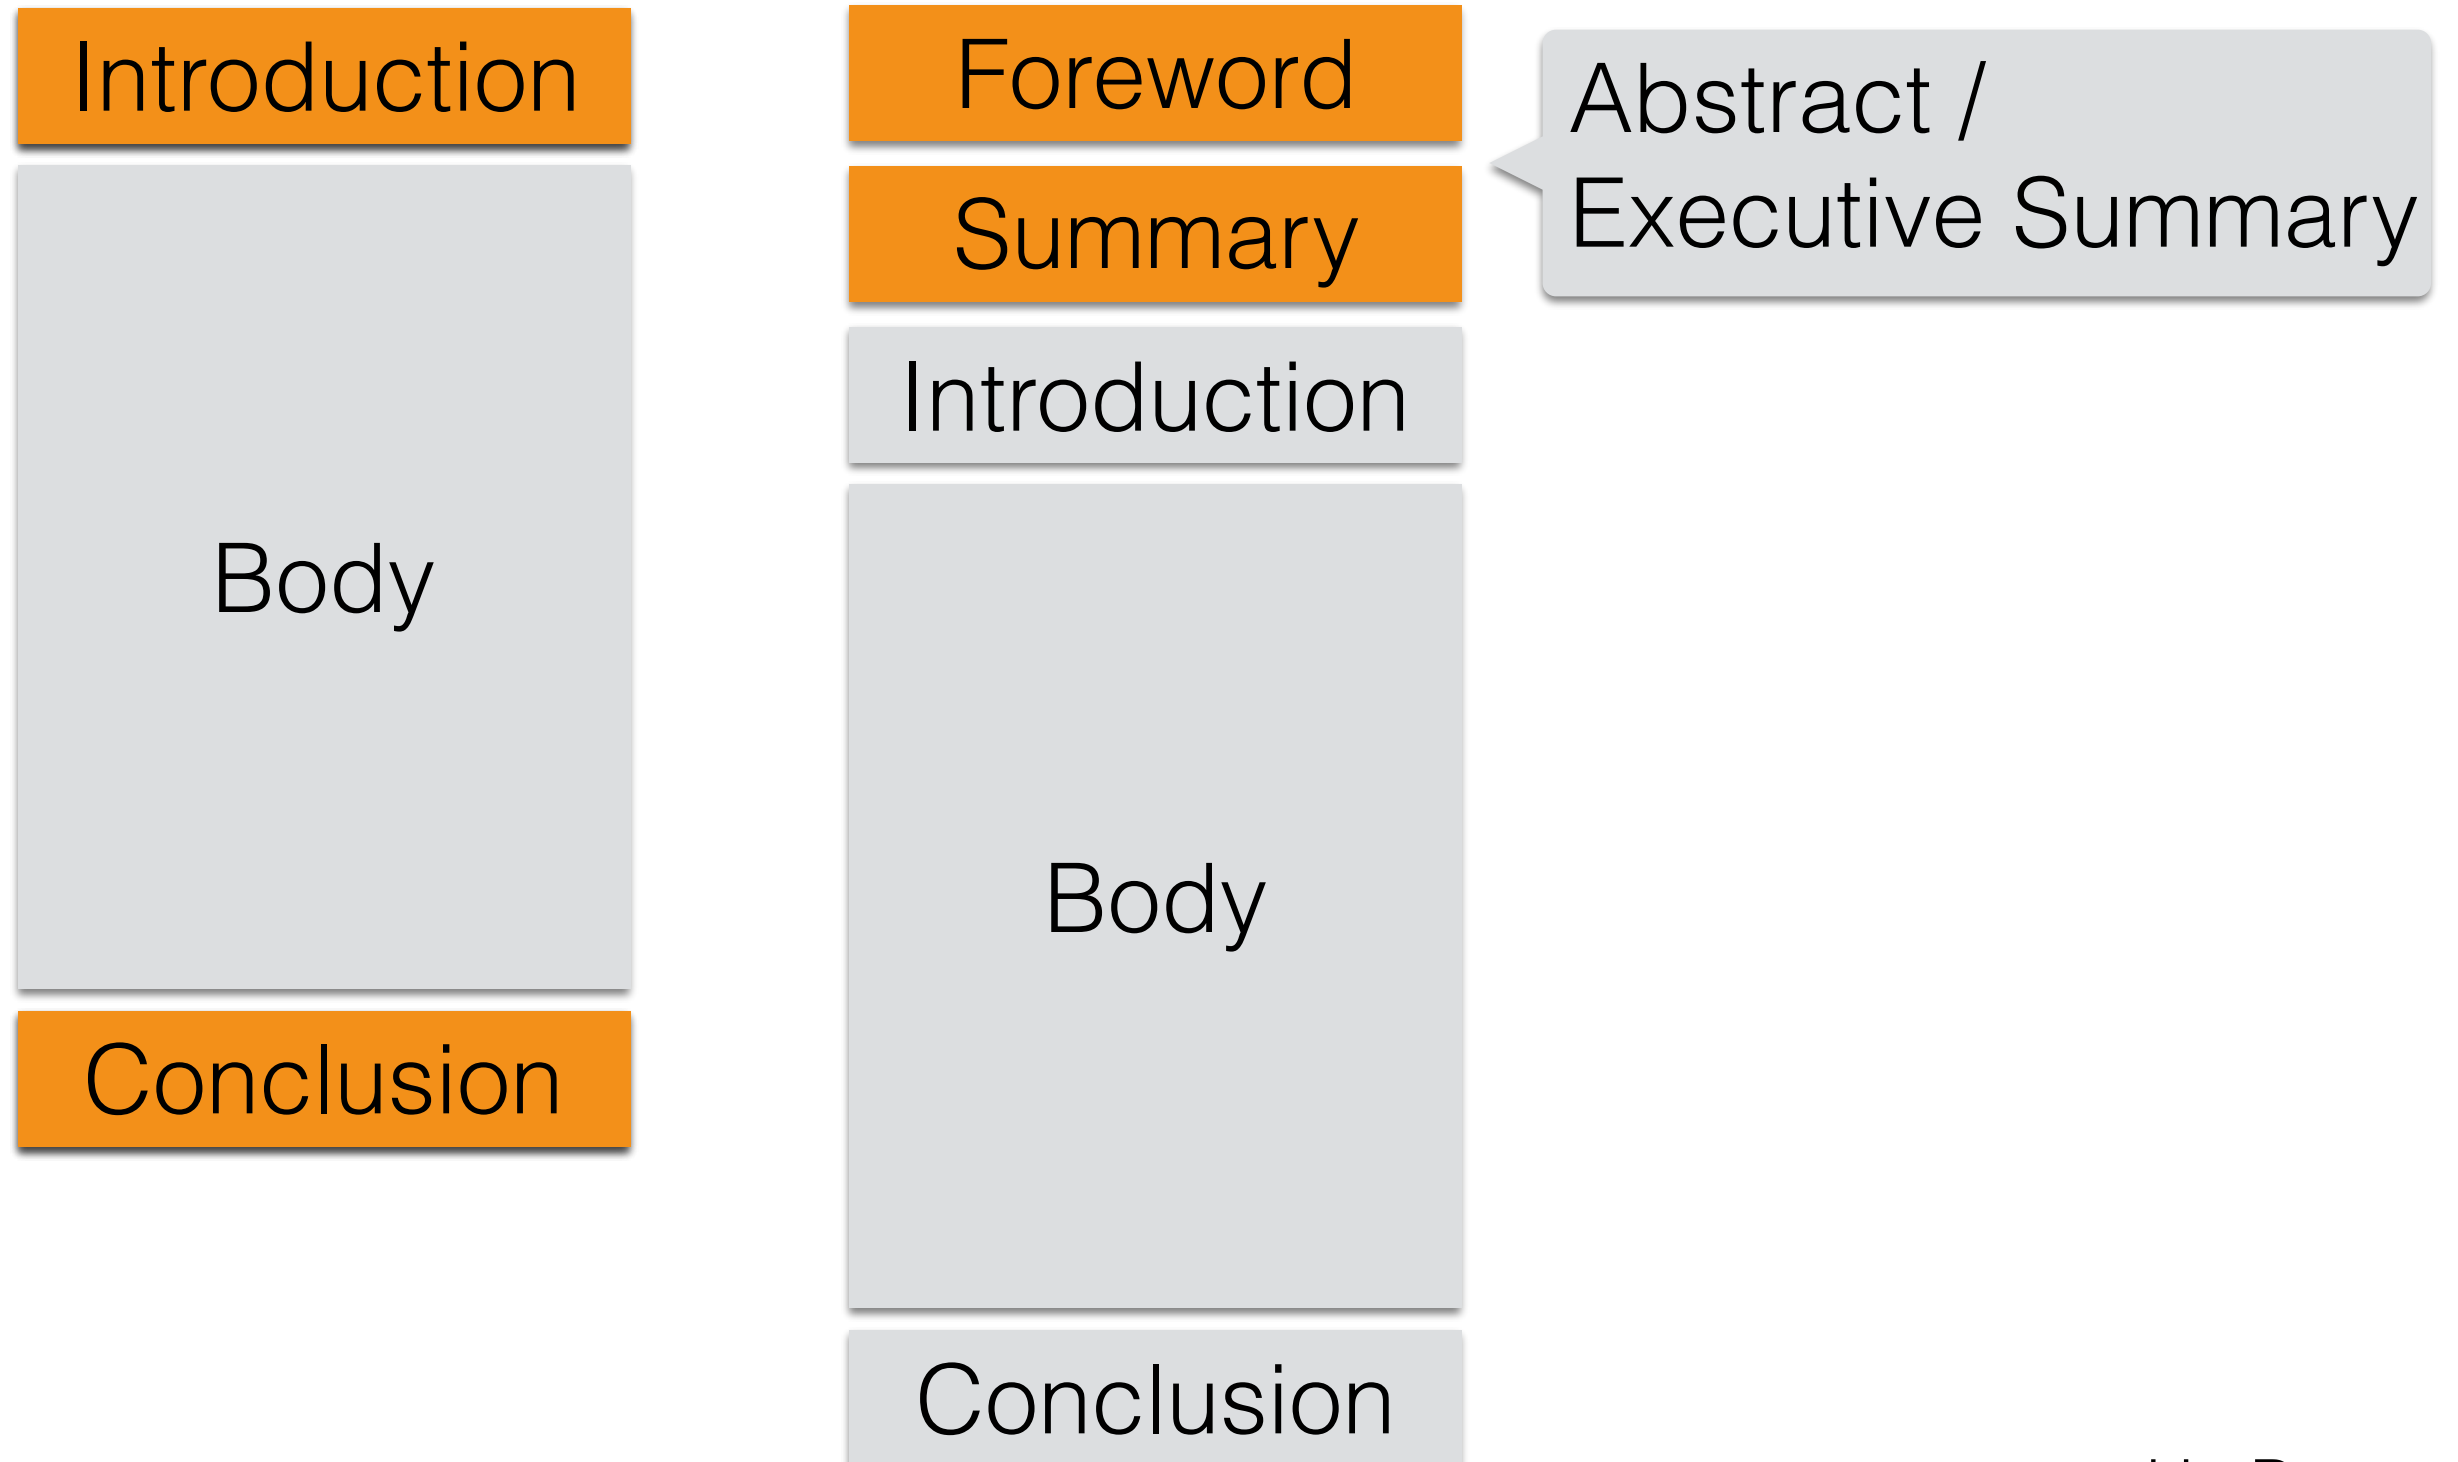 Introduction
Body
Conclusion
Foreword
Summary
Introduction
Body
Conclusion
Abstract /
Executive Summary